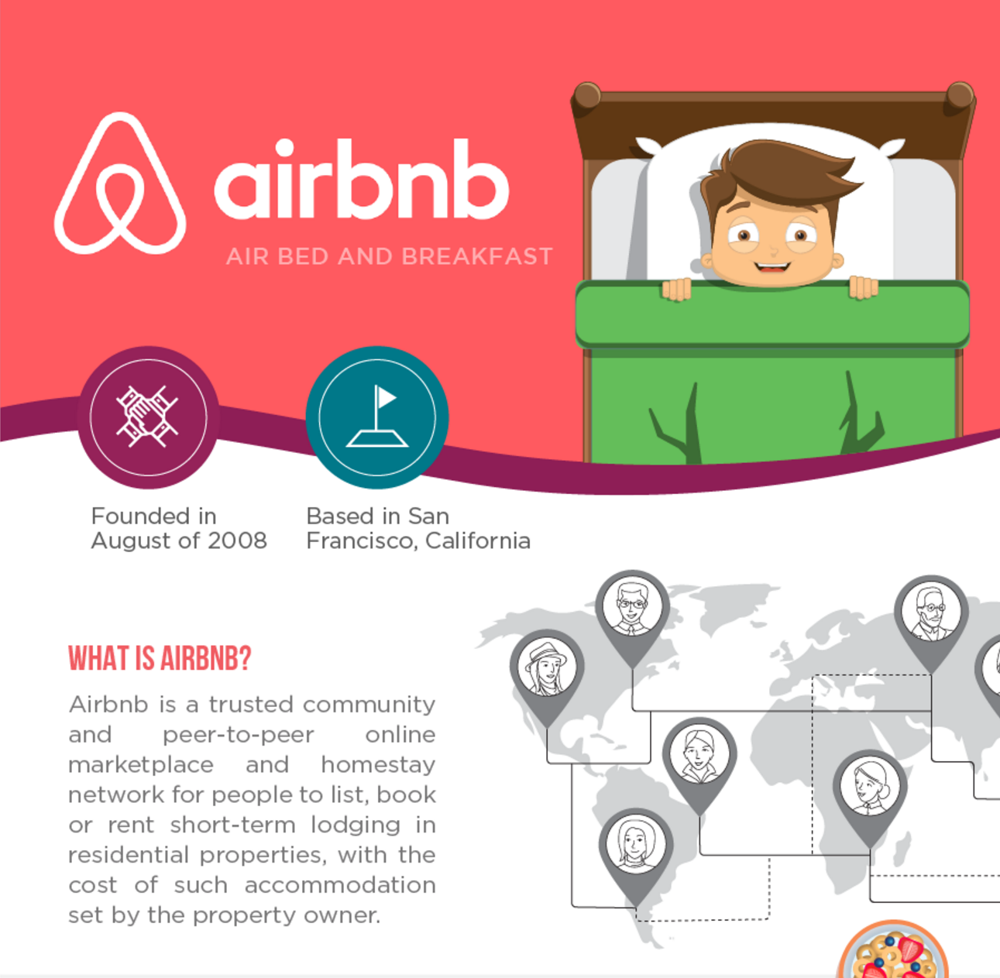 airbnb
AIR BED AND BREAKFAST
Founded in
August of 2008
Based in San
Francisco, California
WHAT IS AIRBNB?
Airbnb is a trusted community
and peer-to-peer online
marketplace and homestay
network for people to list, book
or rent short-term lodging in
residential properties, with the
cost of such accommodation
set by the property owner.